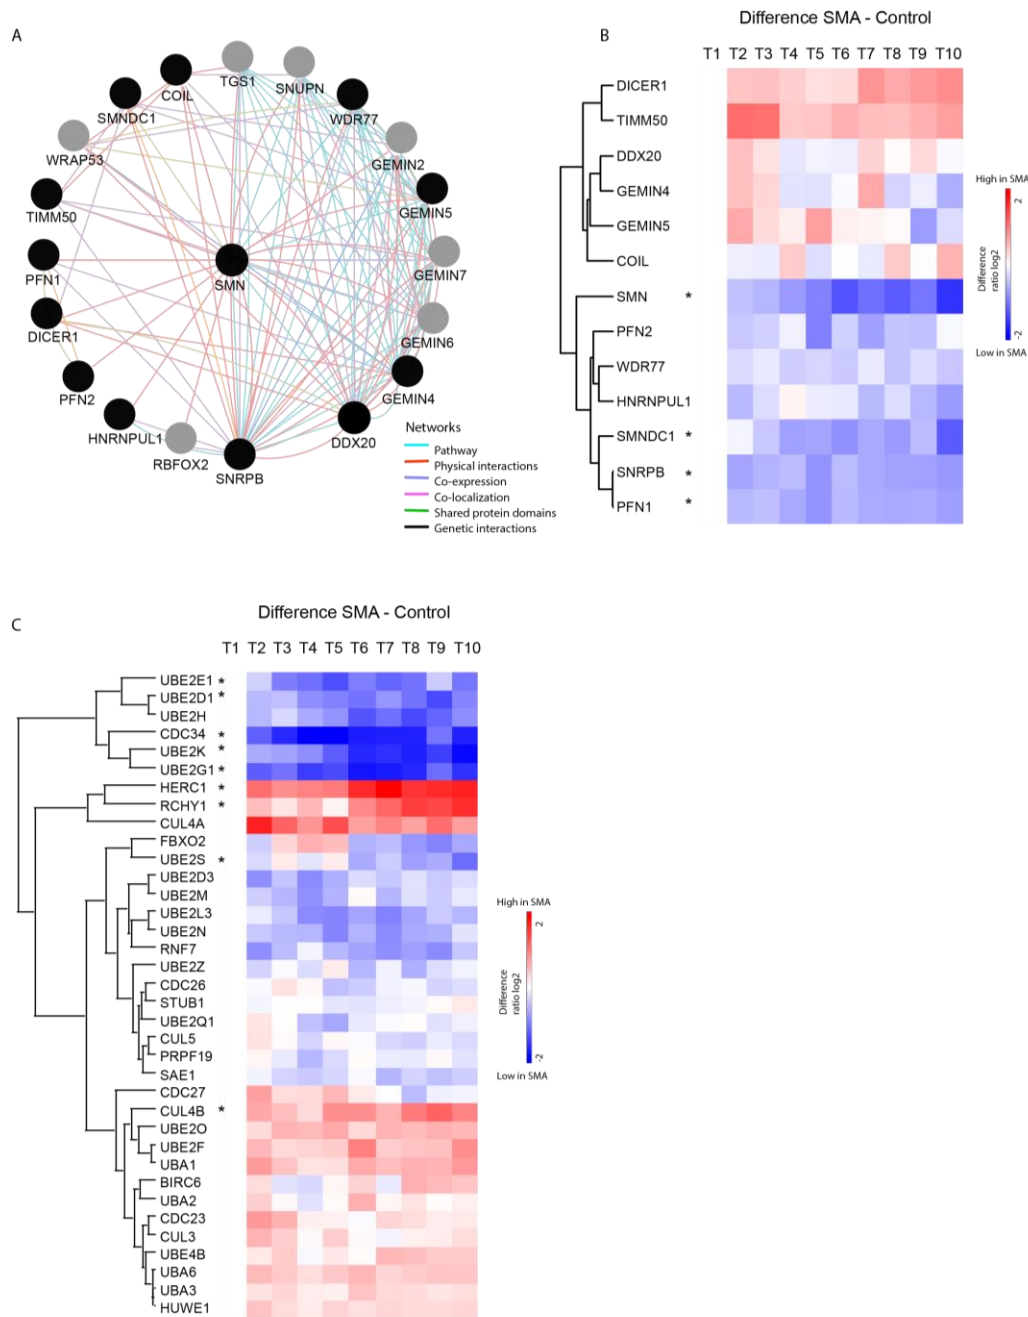 A
TGS1
SNUPN
COIL
WDR77
SMNDC1
GEMIN2
WRAP53
GEMIN5
TIMM50
GEMIN7
PFN1
SMN
DICER1
GEMIN6
PFN2
GEMIN4
HNRNPUL1
DDX20
RBFOX2
SNRPB
Networks
Pathway
Physical interactions
Co-expression
Co-localization
Shared protein domains
Genetic interactions
B
Difference SMA - Control
T1 T2 T3 T4 T5 T6 T7 T8 T9 T10
DICER1
TIMM50
DDX20
GEMIN4
GEMIN5
COIL
SMN *
PFN2
WDR77
HNRNPUL1
SMNDC1 *
SNRPB *
PFN1 *
High in SMA
2
Difference
ratio log2
-2
Low in SMA
C
Difference SMA - Control
T1 T2 T3 T4 T5 T6 T7 T8 T9 T10
UBE2E1 *
UBE2D1 *
UBE2H
CDC34 *
UBE2K *
UBE2G1 *
HERC1 *
RCHY1 *
CUL4A
FBXO2
UBE2S *
UBE2D3
UBE2M
UBE2L3
UBE2N
RNF7
UBE2Z
CDC26
STUB1
UBE2Q1
CUL5
PRPF19
SAE1
CDC27
CUL4B *
UBE2O
UBE2F
UBA1
BIRC6
UBA2
CDC23
CUL3
UBE4B
UBA6
UBA3
HUWE1
High in SMA
2
Difference
ratio log2
-2
Low in SMA